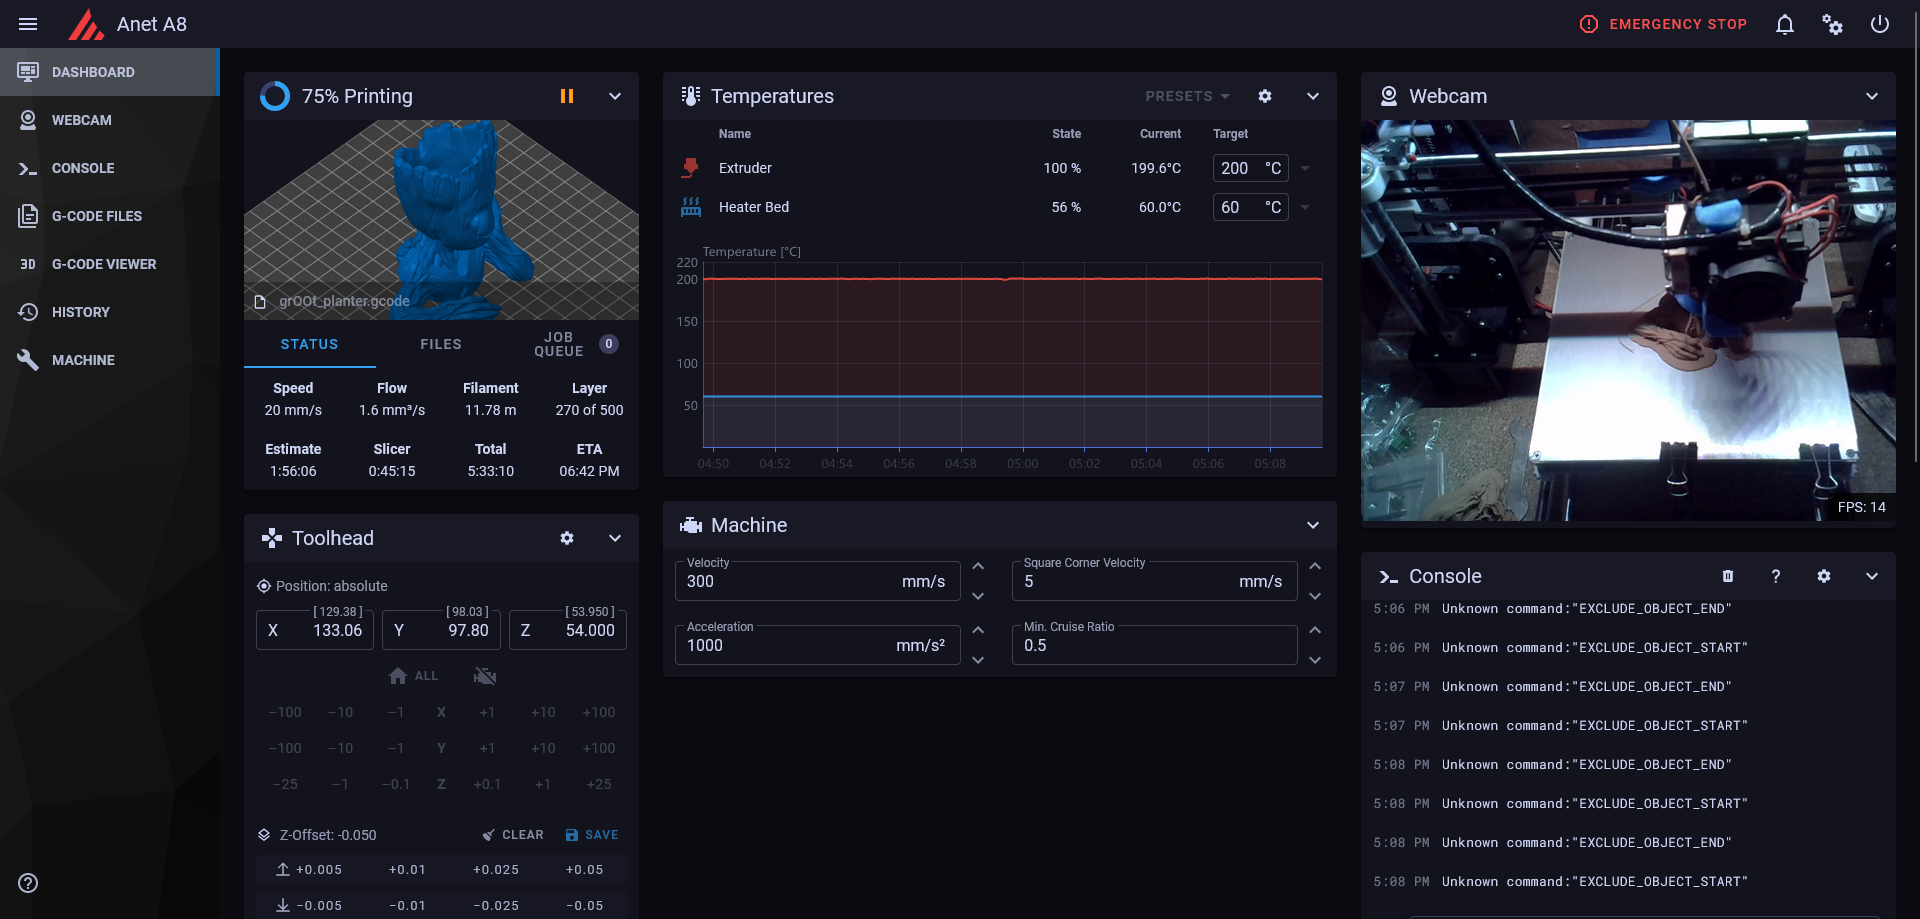 Anet A8
EMERGENCY STOP
DASHBOARD
WEBCAM
CONSOLE
G-CODE FILES
3D G-CODE VIEWER
HISTORY
MACHINE
75% Printing
grOOt_planter.gcode
STATUS FILES JOB QUEUE 0
Speed Flow Filament Layer
20 mm/s 1.6 mm³/s 11.78 m 270 of 500
Estimate Slicer Total ETA
1:56:06 0:45:15 5:33:10 06:42 PM
Toolhead
Position: absolute
[ 129.38 ] [ 98.03 ] [ 53.950 ]
X 133.06 Y 97.80 Z 54.000
ALL
−100 −10 −1 X +1 +10 +100
−100 −10 −1 Y +1 +10 +100
−25 −1 −0.1 Z +0.1 +1 +25
Z-Offset: -0.050 CLEAR SAVE
+0.005 +0.01 +0.025 +0.05
−0.005 −0.01 −0.025 −0.05
Temperatures PRESETS
Name State Current Target
Extruder 100 % 199.6°C 200 °C
Heater Bed 56 % 60.0°C 60 °C
Temperature [°C]
220
200
150
100
50
04:50 04:52 04:54 04:56 04:58 05:00 05:02 05:04 05:06 05:08
Machine
Velocity Square Corner Velocity
300 mm/s 5 mm/s
Acceleration Min. Cruise Ratio
1000 mm/s² 0.5
Webcam
FPS: 14
Console
5:06 PM Unknown command:"EXCLUDE_OBJECT_END"
5:06 PM Unknown command:"EXCLUDE_OBJECT_START"
5:07 PM Unknown command:"EXCLUDE_OBJECT_END"
5:07 PM Unknown command:"EXCLUDE_OBJECT_START"
5:08 PM Unknown command:"EXCLUDE_OBJECT_END"
5:08 PM Unknown command:"EXCLUDE_OBJECT_START"
5:08 PM Unknown command:"EXCLUDE_OBJECT_END"
5:08 PM Unknown command:"EXCLUDE_OBJECT_START"